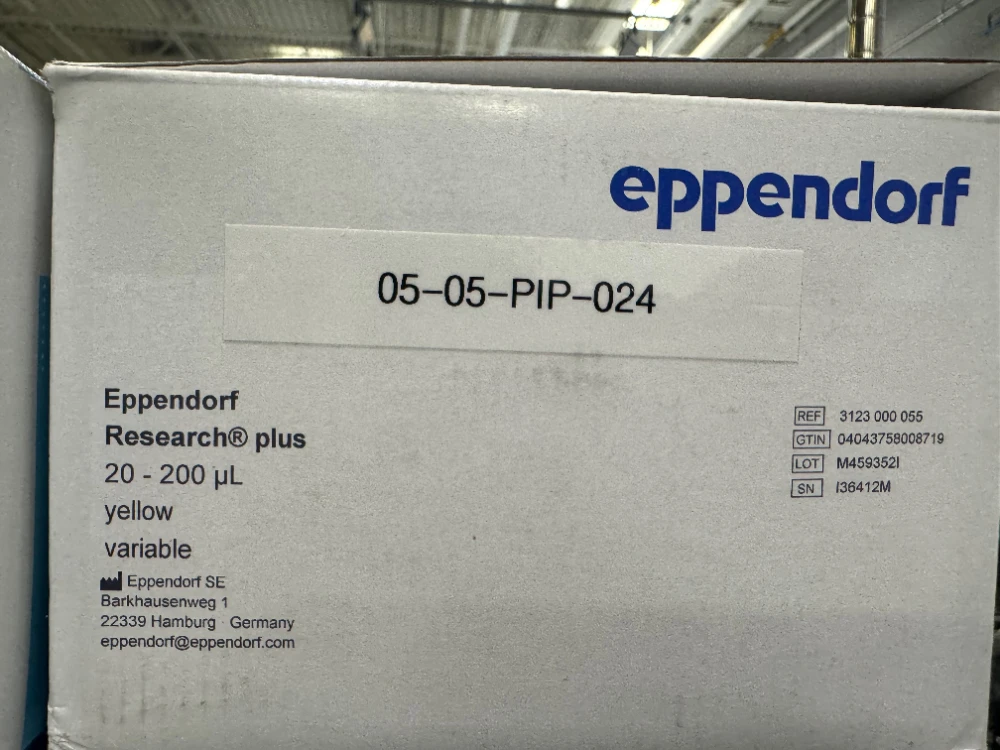 eppendorf
05-05-PIP-024
Eppendorf
Research® plus
20 - 200 µL
yellow
variable
Eppendorf SE
Barkhausenweg 1
22339 Hamburg · Germany
eppendorf@eppendorf.com
REF 3123 000 055
GTIN 04043758008719
LOT M459352I
SN I36412M